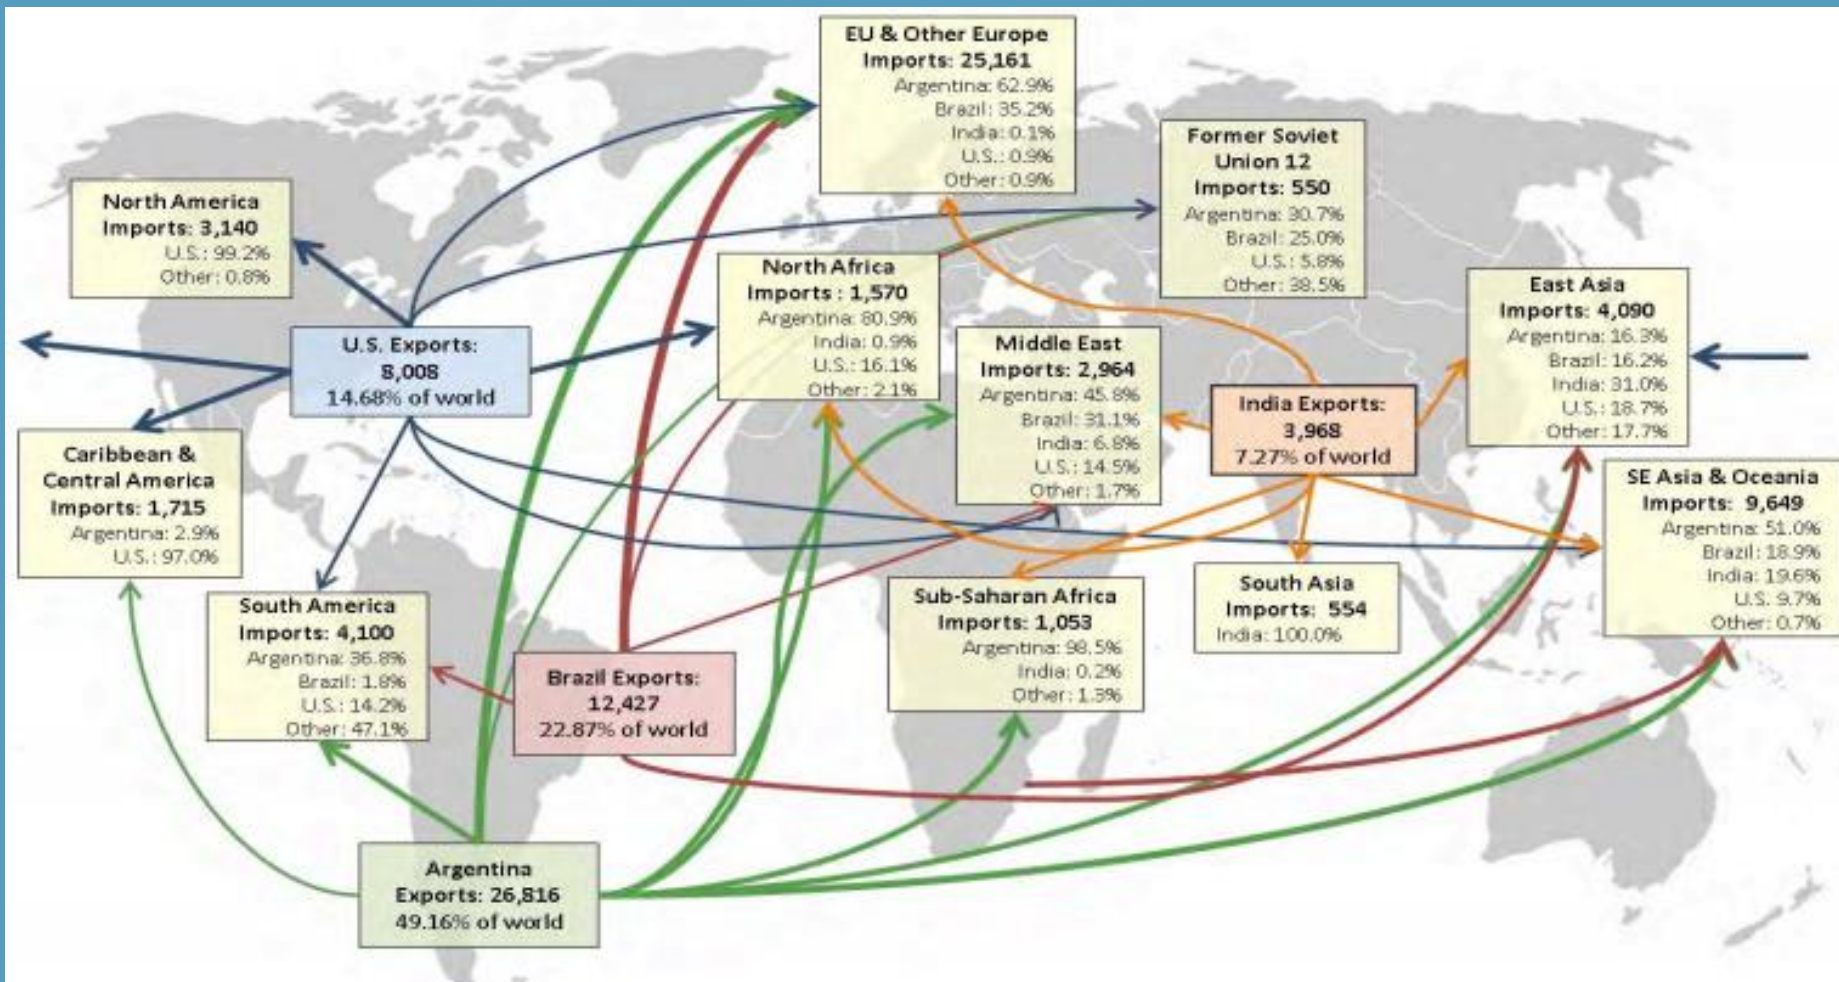 EU & Other Europe
Imports: 25,161
Argentina: 62.9%
Brazil: 35.2%
India: 0.1%
U.S.: 0.9%
Other: 0.9%
Former Soviet
Union 12
Imports: 550
Argentina: 30.7%
Brazil: 25.0%
U.S.: 5.8%
Other: 38.5%
North America
Imports: 3,140
U.S.: 99.2%
Other: 0.8%
North Africa
Imports : 1,570
Argentina: 80.9%
India: 0.9%
U.S.: 16.1%
Other: 2.1%
East Asia
Imports: 4,090
Argentina: 16.3%
Brazil: 16.2%
India: 31.0%
U.S.: 18.7%
Other: 17.7%
U.S. Exports:
8,008
14.68% of world
Middle East
Imports: 2,964
Argentina: 45.8%
Brazil: 31.1%
India: 6.8%
U.S.: 14.5%
Other: 1.7%
India Exports:
3,968
7.27% of world
Caribbean &
Central America
Imports: 1,715
Argentina: 2.9%
U.S.: 97.0%
SE Asia & Oceania
Imports: 9,649
Argentina: 51.0%
Brazil: 18.9%
India: 19.6%
U.S. 9.7%
Other: 0.7%
South America
Imports: 4,100
Argentina: 36.8%
Brazil: 1.8%
U.S.: 14.2%
Other: 47.1%
Sub-Saharan Africa
Imports: 1,053
Argentina: 98.5%
India: 0.2%
Other: 1.3%
South Asia
Imports: 554
India: 100.0%
Brazil Exports:
12,427
22.87% of world
Argentina
Exports: 26,816
49.16% of world